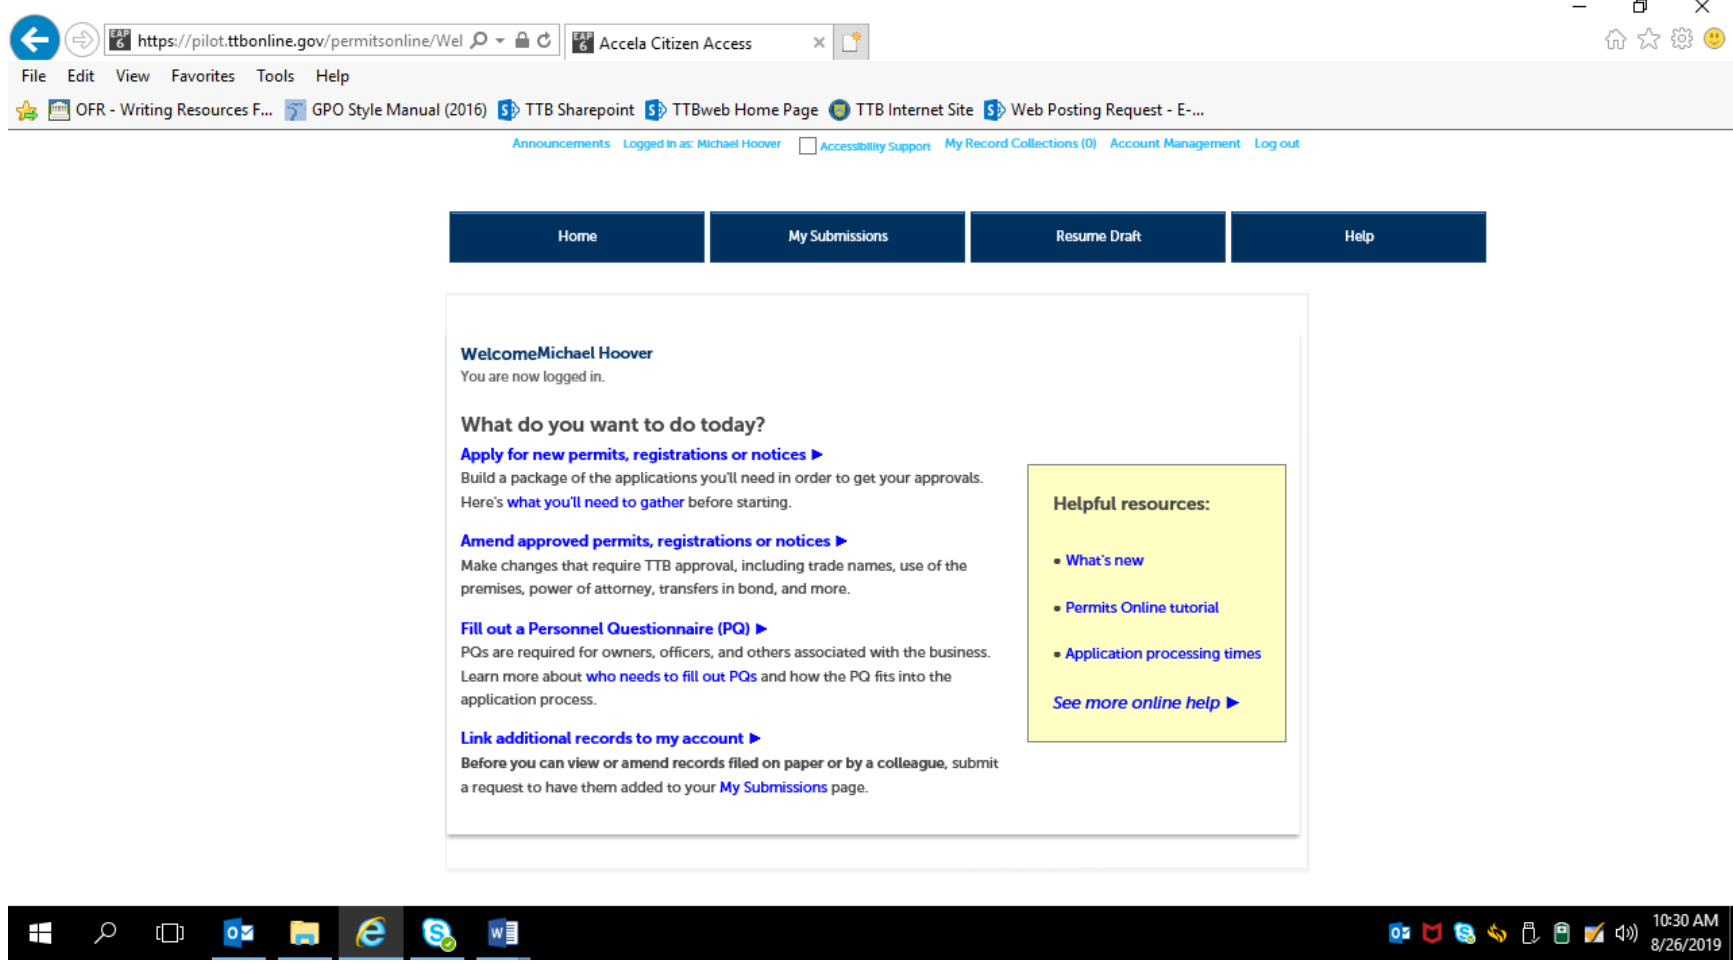 https://pilot.ttbonline.gov/permitsonline/Wel
Accela Citizen Access
File Edit View Favorites Tools Help
OFR - Writing Resources F... GPO Style Manual (2016) TTB Sharepoint TTBweb Home Page TTB Internet Site Web Posting Request - E-...
Announcements Logged in as: Michael Hoover Accessibility Support My Record Collections (0) Account Management Log out
Home My Submissions Resume Draft Help
WelcomeMichael Hoover
You are now logged in.
What do you want to do today?
Apply for new permits, registrations or notices ►
Build a package of the applications you'll need in order to get your approvals.
Here's what you'll need to gather before starting.
Amend approved permits, registrations or notices ►
Make changes that require TTB approval, including trade names, use of the
premises, power of attorney, transfers in bond, and more.
Fill out a Personnel Questionnaire (PQ) ►
PQs are required for owners, officers, and others associated with the business.
Learn more about who needs to fill out PQs and how the PQ fits into the
application process.
Link additional records to my account ►
Before you can view or amend records filed on paper or by a colleague, submit
a request to have them added to your My Submissions page.
Helpful resources:
• What's new
• Permits Online tutorial
• Application processing times
See more online help ►
10:30 AM
8/26/2019